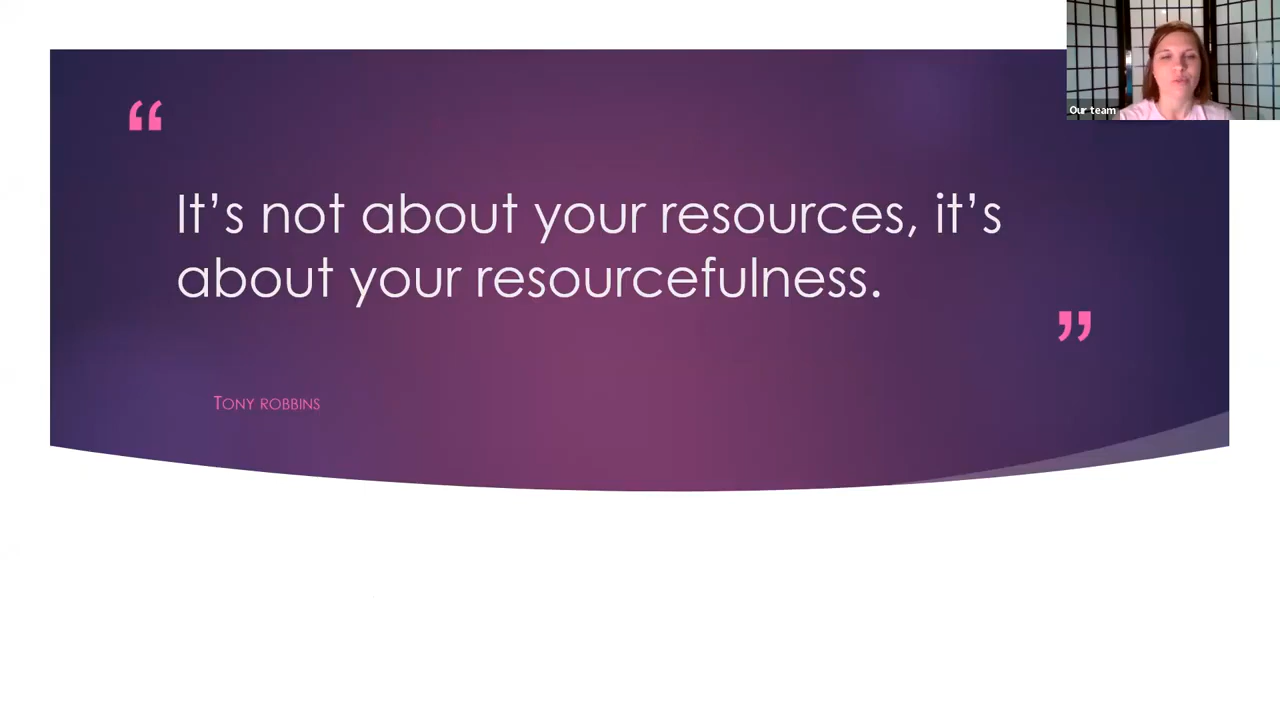 Our team
“
It’s not about your resources, it’s
about your resourcefulness.
”
Tony robbins